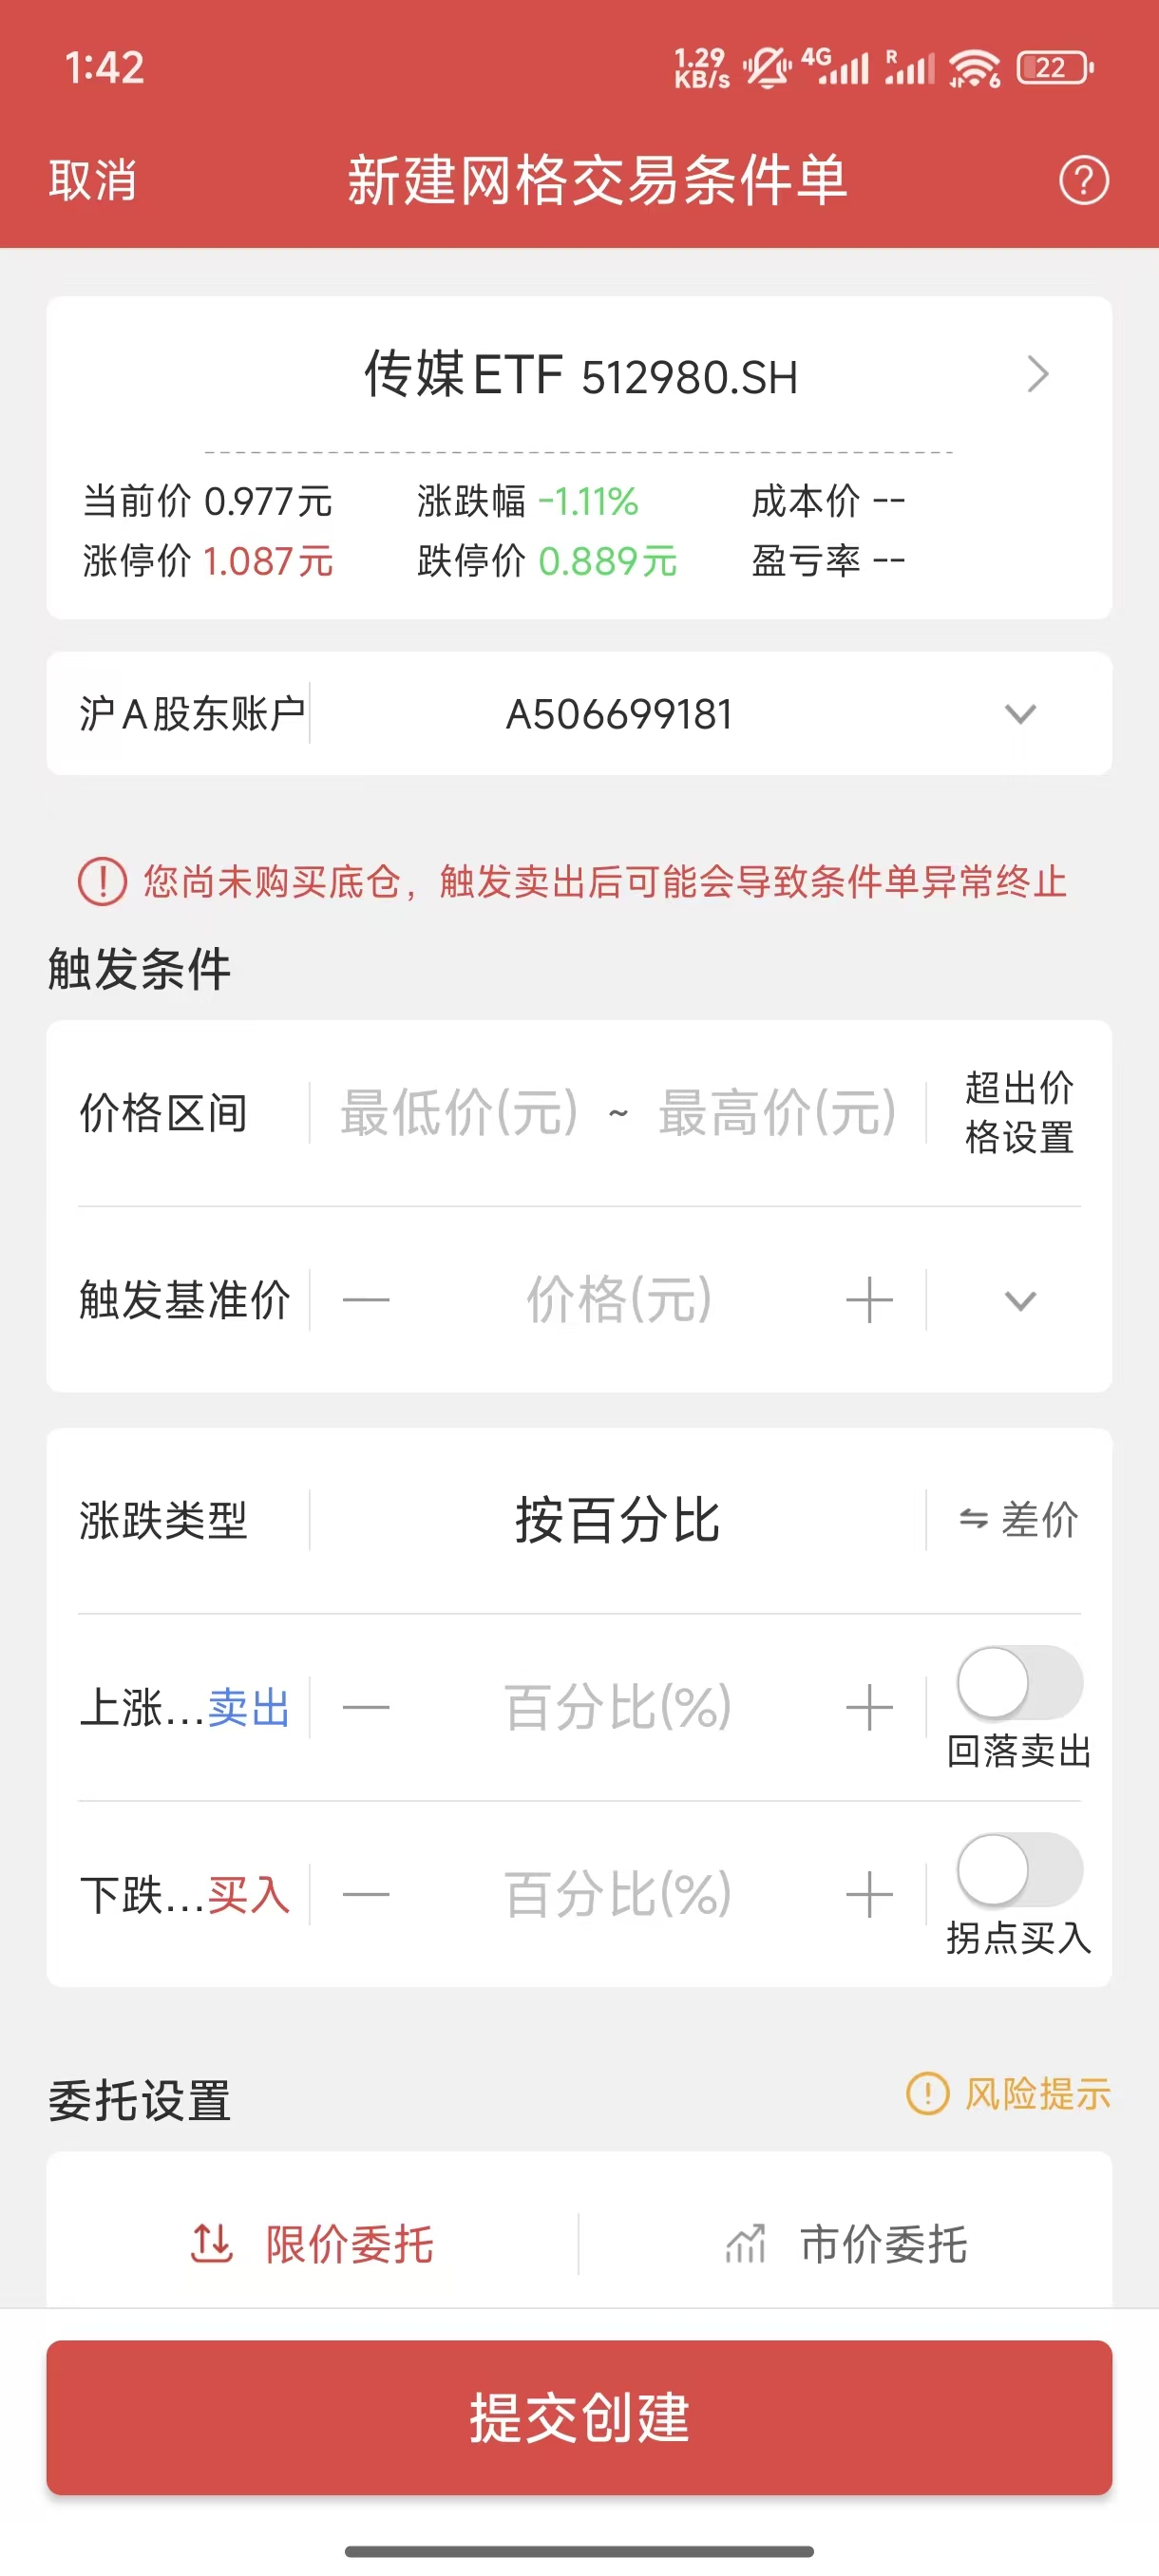 1:42
1.29 KB/s 4G R 6 22
取消 新建网格交易条件单 ?
传媒ETF 512980.SH
当前价 0.977元 涨跌幅 -1.11% 成本价 --
涨停价 1.087元 跌停价 0.889元 盈亏率 --
沪A股东账户 A506699181
您尚未购买底仓，触发卖出后可能会导致条件单异常终止
触发条件
价格区间 最低价(元) ~ 最高价(元) 超出价
格设置
触发基准价 — 价格(元) +
涨跌类型 按百分比 ⇋ 差价
上涨...卖出 — 百分比(%) +
回落卖出
下跌...买入 — 百分比(%) +
拐点买入
委托设置 风险提示
限价委托 市价委托
提交创建